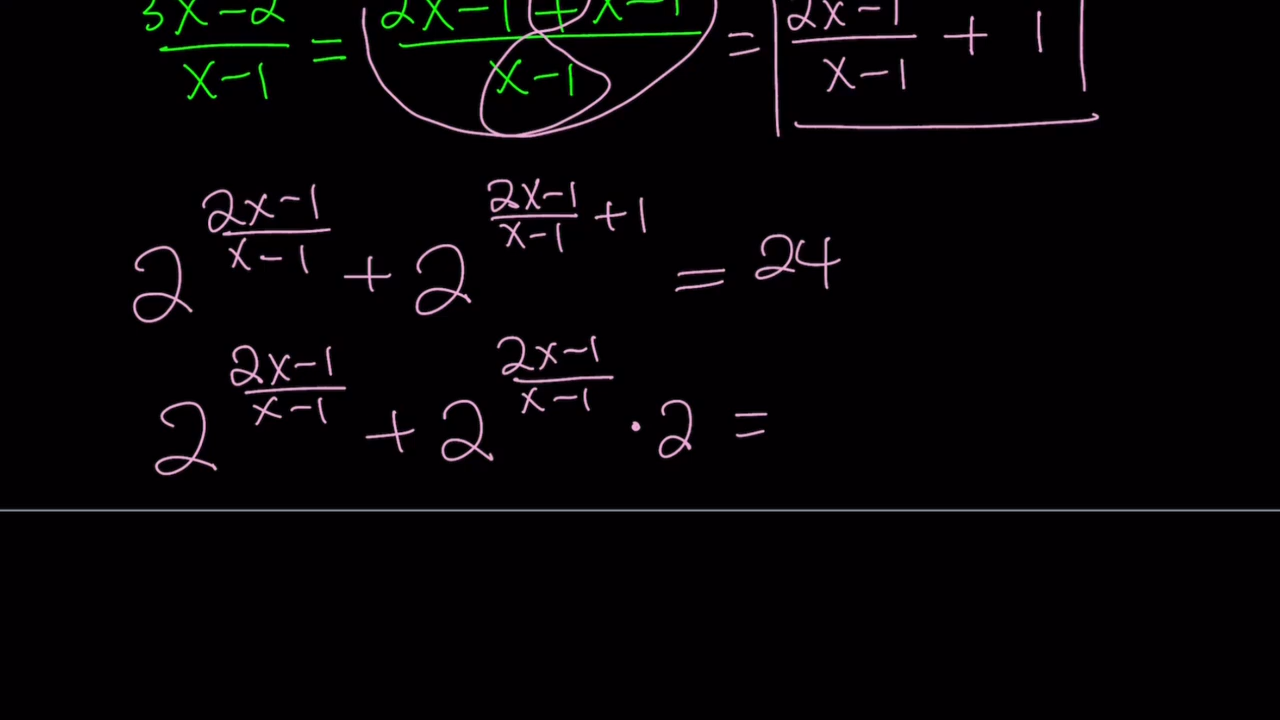 (3x-2)/(x-1) = (2x-1+x-1)/(x-1) = (2x-1)/(x-1) + 1
2^((2x-1)/(x-1)) + 2^((2x-1)/(x-1) + 1) = 24
2^((2x-1)/(x-1)) + 2^((2x-1)/(x-1)) · 2 =